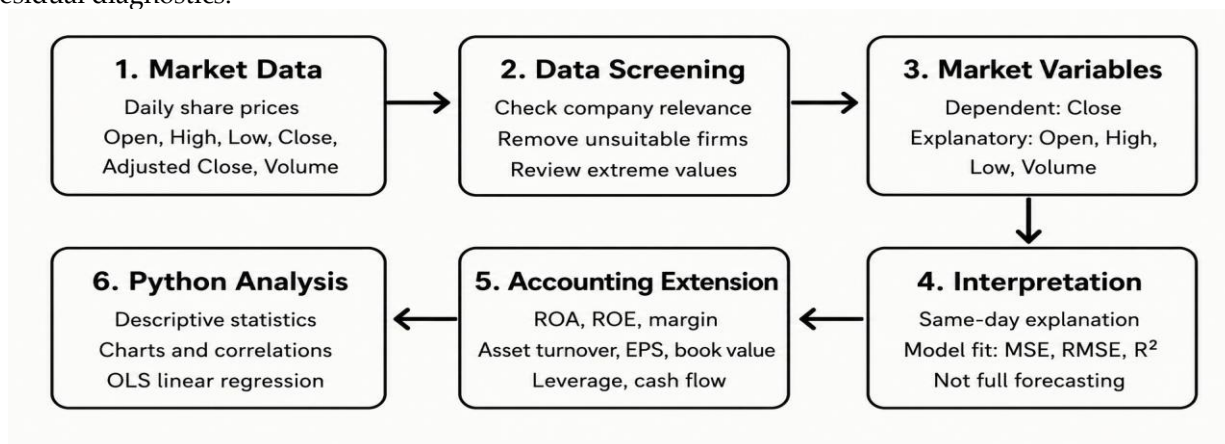 esidual diagnostics.
1. Market Data
Daily share prices
Open, High, Low, Close,
Adjusted Close, Volume
2. Data Screening
Check company relevance
Remove unsuitable firms
Review extreme values
3. Market Variables
Dependent: Close
Explanatory: Open, High,
Low, Volume
4. Interpretation
Same-day explanation
Model fit: MSE, RMSE, R²
Not full forecasting
5. Accounting Extension
ROA, ROE, margin
Asset turnover, EPS, book value
Leverage, cash flow
6. Python Analysis
Descriptive statistics
Charts and correlations
OLS linear regression